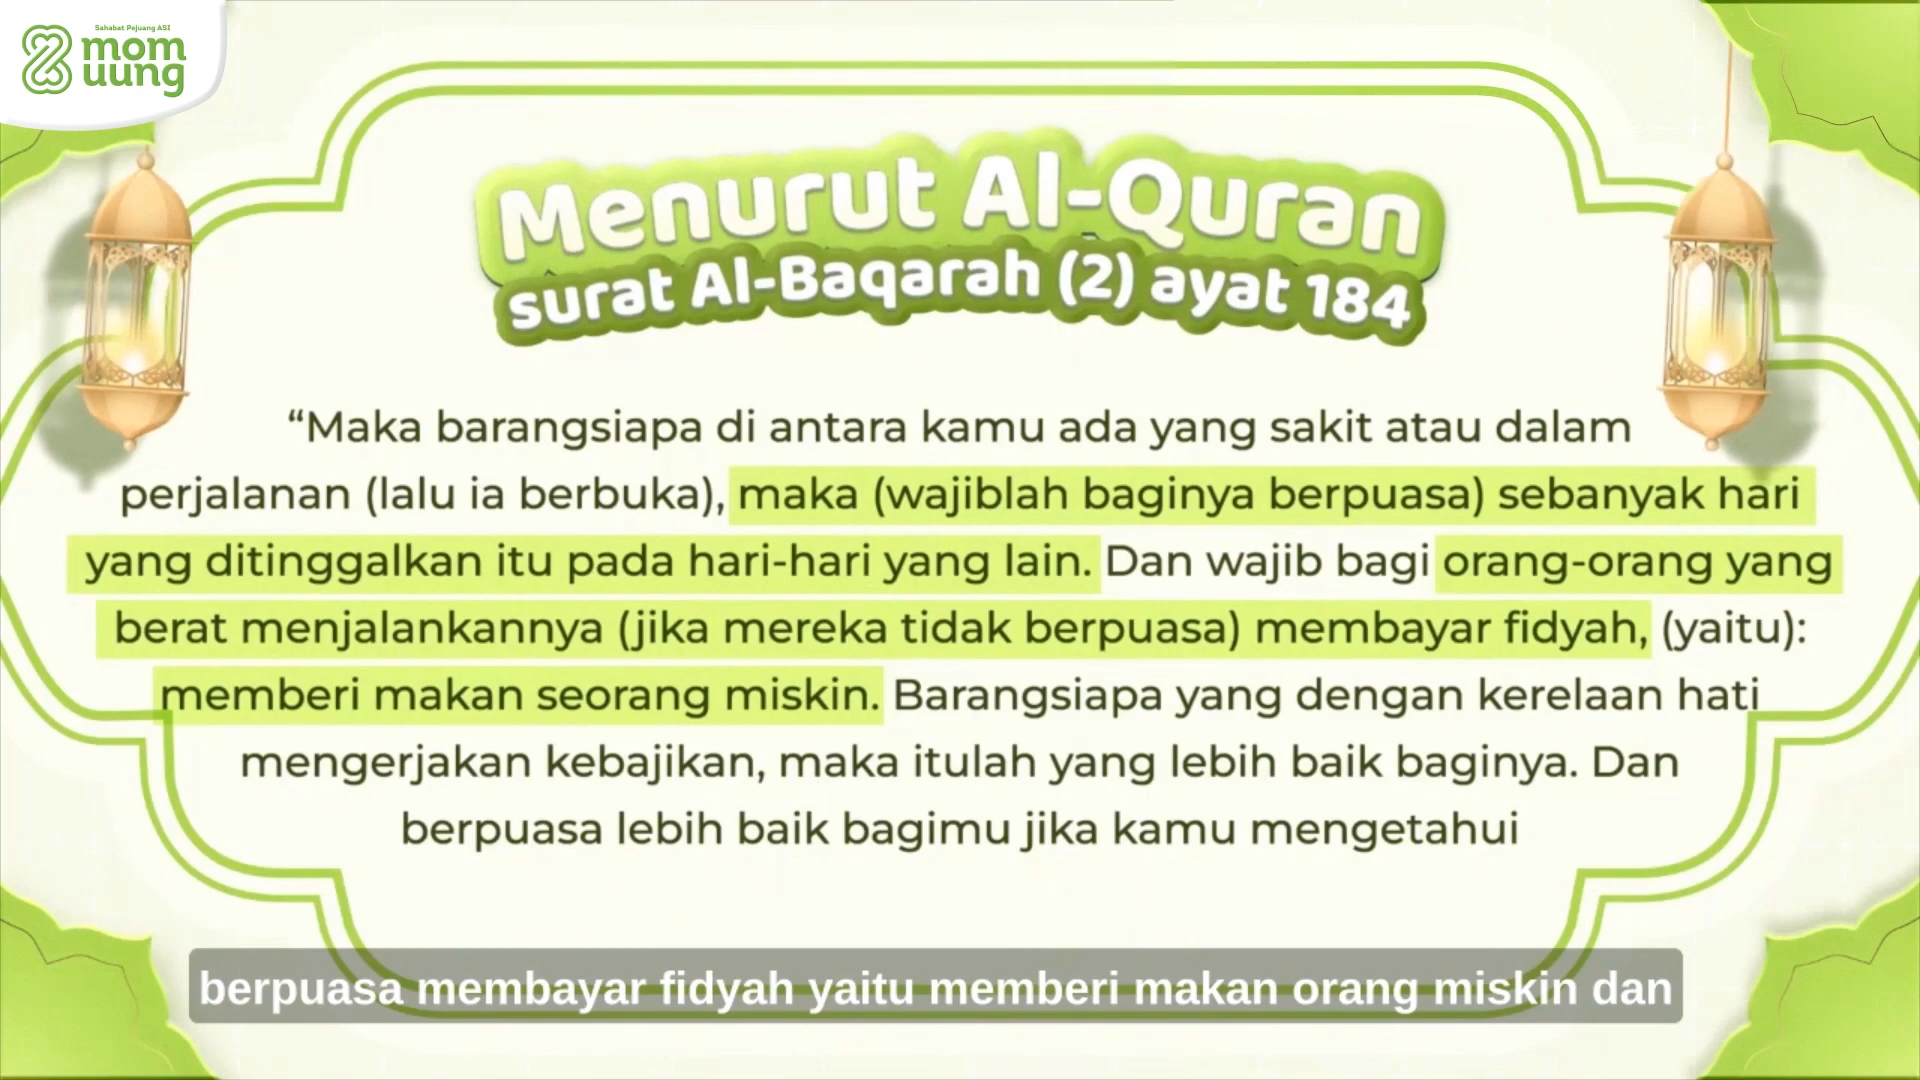 Sahabat Pejuang ASI
mom
uung
Menurut Al-Quran
surat Al-Baqarah (2) ayat 184
“Maka barangsiapa di antara kamu ada yang sakit atau dalam
perjalanan (lalu ia berbuka), maka (wajiblah baginya berpuasa) sebanyak hari
yang ditinggalkan itu pada hari-hari yang lain. Dan wajib bagi orang-orang yang
berat menjalankannya (jika mereka tidak berpuasa) membayar fidyah, (yaitu):
memberi makan seorang miskin. Barangsiapa yang dengan kerelaan hati
mengerjakan kebajikan, maka itulah yang lebih baik baginya. Dan
berpuasa lebih baik bagimu jika kamu mengetahui
berpuasa membayar fidyah yaitu memberi makan orang miskin dan